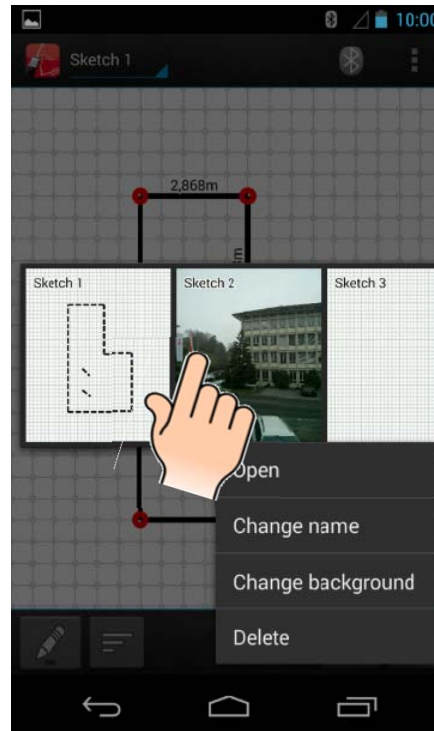 10:00
Sketch 1
2,868m
Sketch 1
Sketch 2
Sketch 3
Open
Change name
Change background
Delete